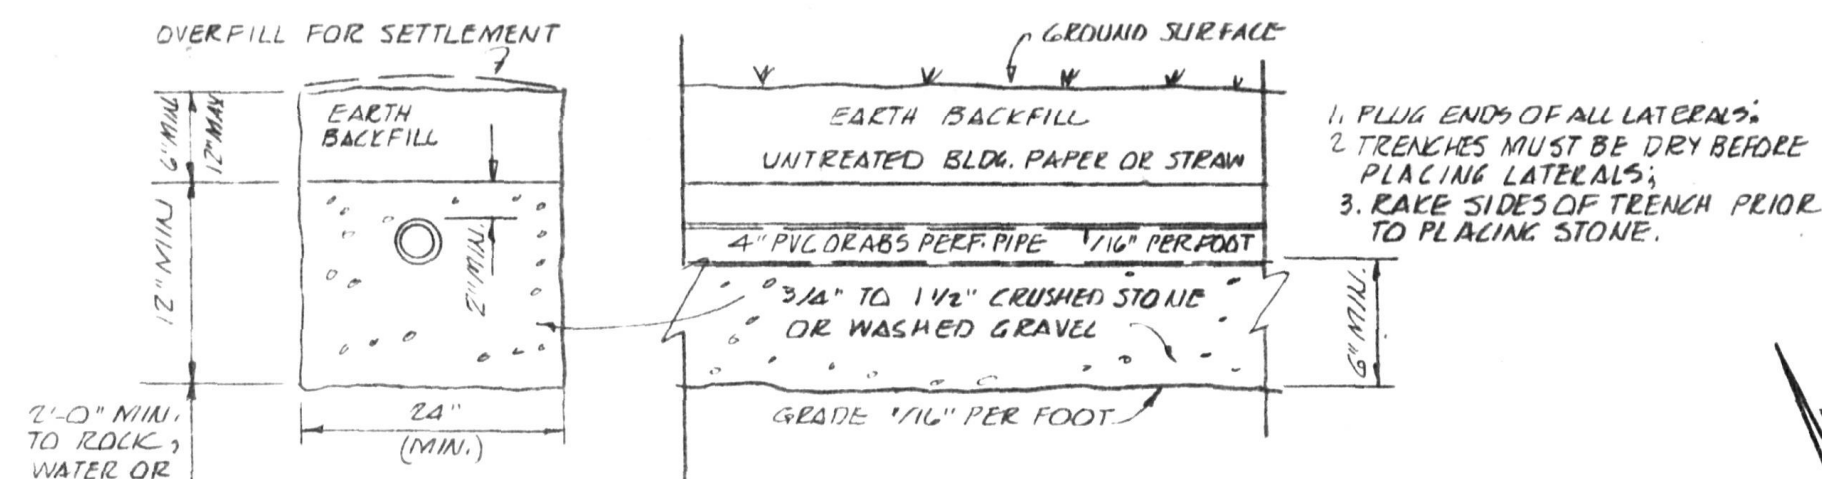 OVERFILL FOR SETTLEMENT
EARTH
BACKFILL
6" MIN.
12" MAX
12" MIN
2" MIN.
24"
(MIN.)
2'-0" MIN.
TO ROCK,
WATER OR
GROUND SURFACE
EARTH BACKFILL
UNTREATED BLDG. PAPER OR STRAW
4" PVC OR ABS PERF. PIPE 1/16" PER FOOT
3/4" TO 1 1/2" CRUSHED STONE
OR WASHED GRAVEL
GRADE 1/16" PER FOOT
6" MIN.
1. PLUG ENDS OF ALL LATERALS;
2 TRENCHES MUST BE DRY BEFORE
PLACING LATERALS;
3. RAKE SIDES OF TRENCH PRIOR
TO PLACING STONE.